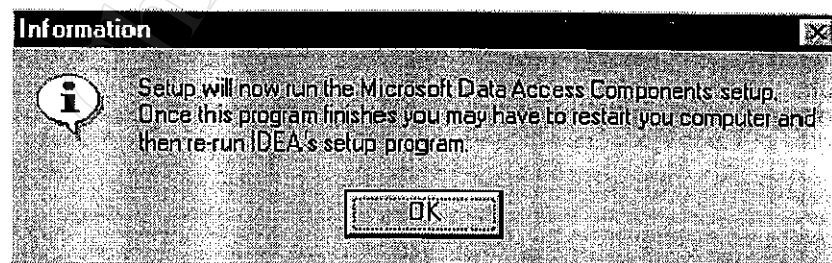 Information
Setup will now run the Microsoft Data Access Components setup.
Once this program finishes you may have to restart you computer and
then re-run IDEA's setup program.
OK